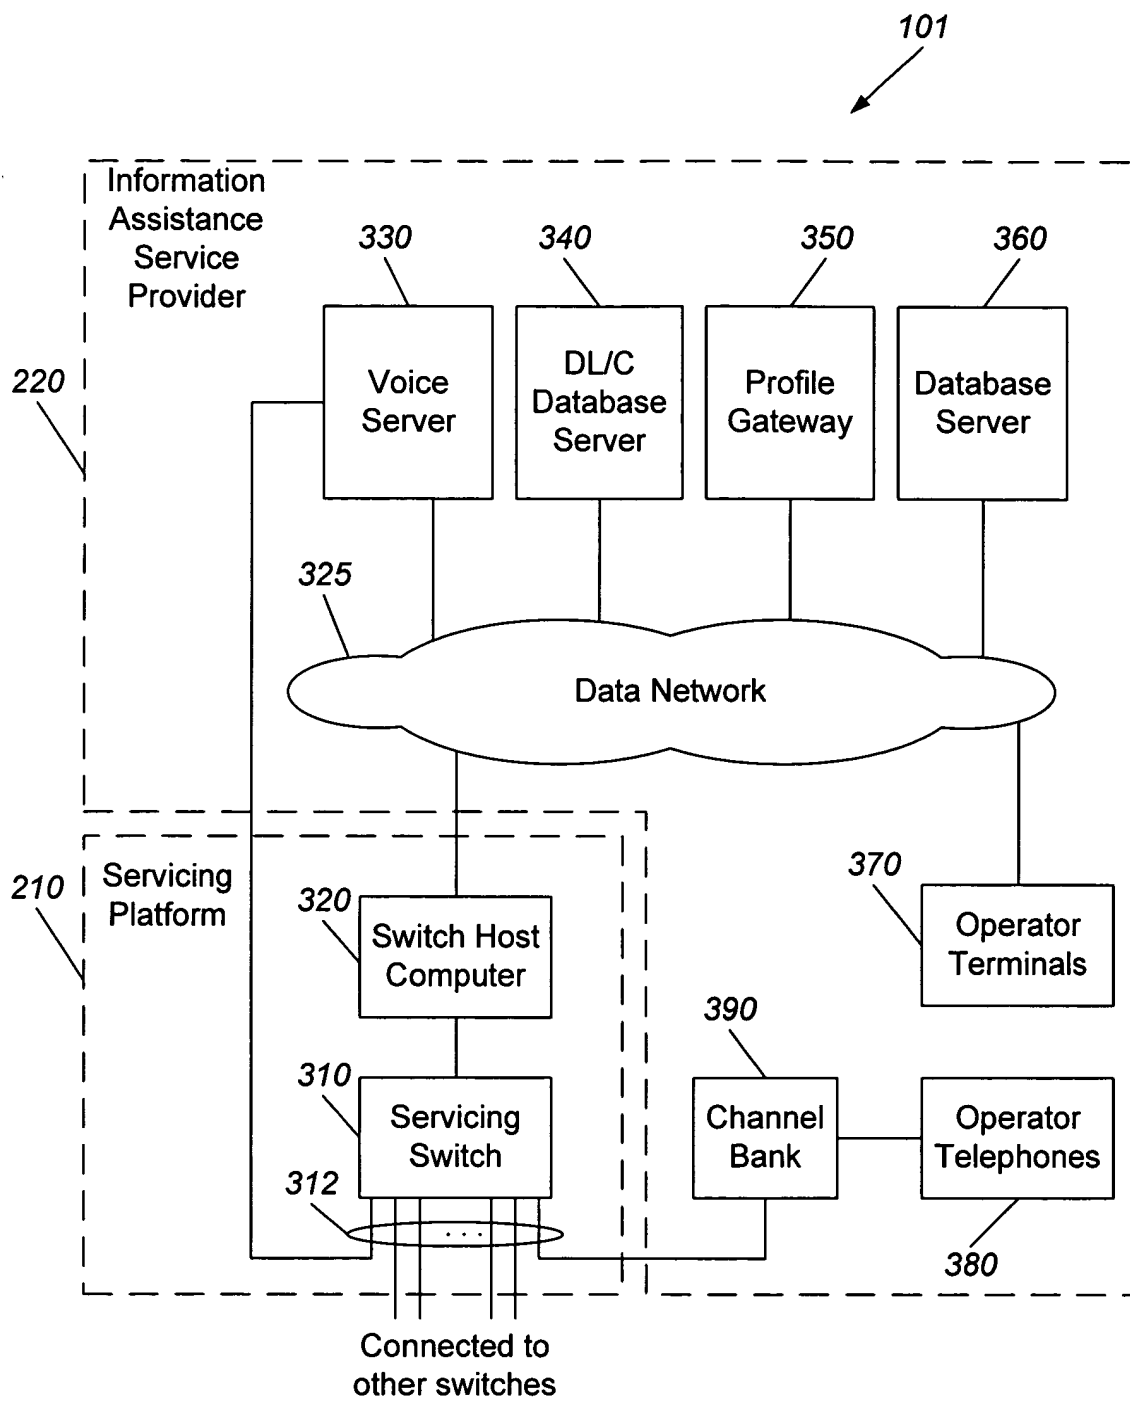 101
Information
Assistance
Service
Provider
330
340
350
360
Voice
Server
DL/C
Database
Server
Profile
Gateway
Database
Server
220
325
Data Network
210
Servicing
Platform
320
Switch Host
Computer
370
Operator
Terminals
390
310
Servicing
Switch
Channel
Bank
Operator
Telephones
312
...
380
Connected to
other switches